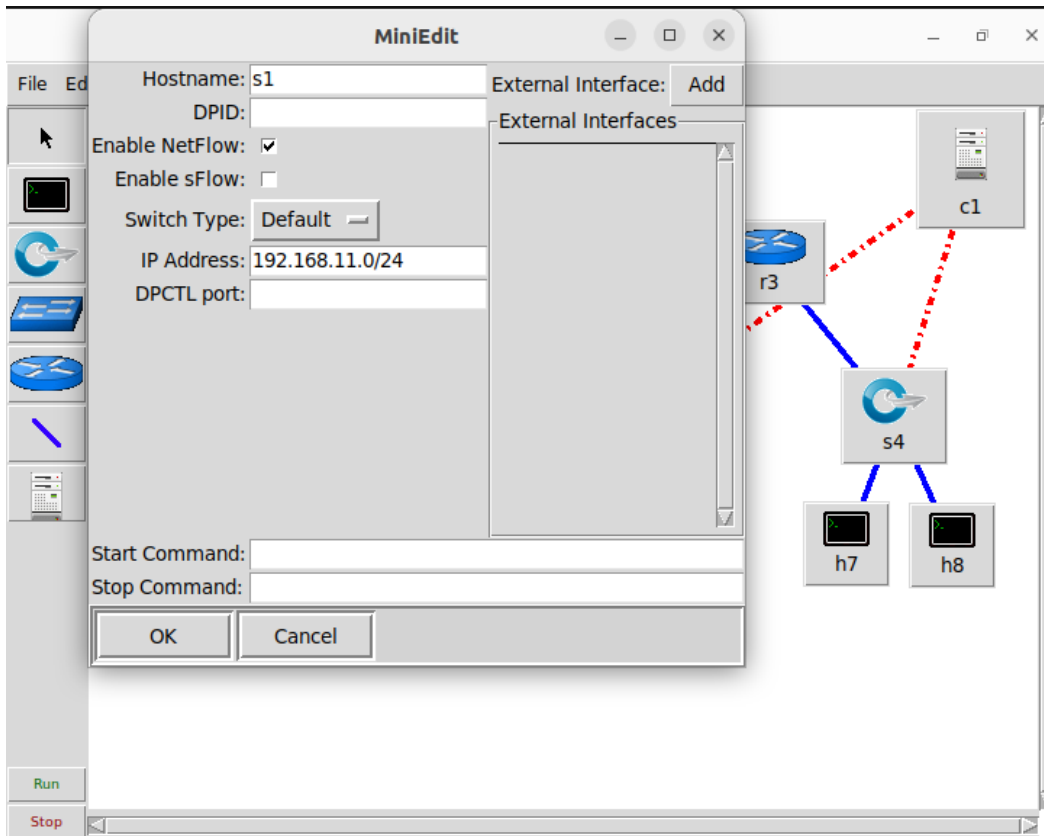 MiniEdit
File Ed
Hostname: s1
External Interface: Add
DPID:
External Interfaces
Enable NetFlow:
Enable sFlow:
Switch Type: Default
IP Address: 192.168.11.0/24
DPCTL port:
c1
r3
s4
h7 h8
Start Command:
Stop Command:
OK Cancel
Run
Stop